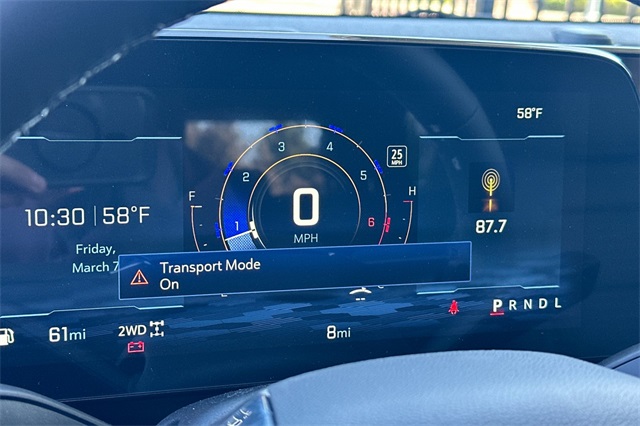 58°F
2 3 4 5 6 1
25
MPH
F H
10:30 58°F
0
MPH
87.7
Friday,
March 7
Transport Mode
On
P R N D L
61mi 2WD 8mi